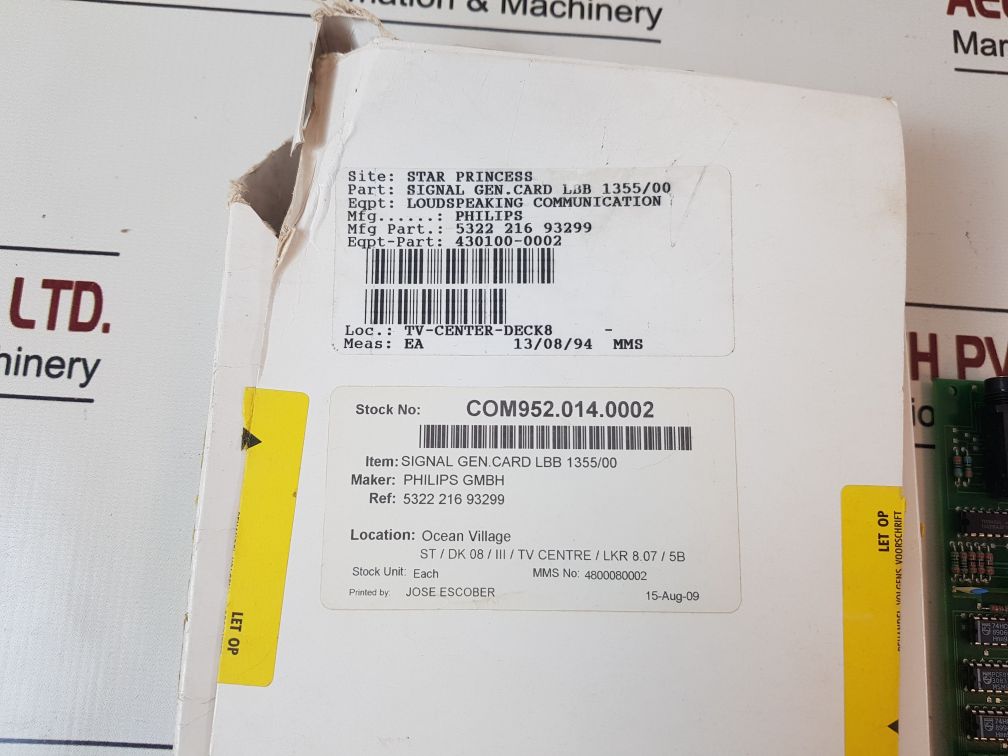 mation & Machinery
Mar
LTD.
hinery
H PV
Site: STAR PRINCESS
Part: SIGNAL GEN.CARD LBB 1355/00
Eqpt: LOUDSPEAKING COMMUNICATION
Mfg......: PHILIPS
Mfg Part.: 5322 216 93299
Eqpt-Part: 430100-0002
Loc.: TV-CENTER-DECK8 -
Meas: EA 13/08/94 MMS
Stock No: COM952.014.0002
Item: SIGNAL GEN.CARD LBB 1355/00
Maker: PHILIPS GMBH
Ref: 5322 216 93299
Location: Ocean Village
ST / DK 08 / III / TV CENTRE / LKR 8.07 / 5B
Stock Unit: Each MMS No: 4800080002
Printed by: JOSE ESCOBER 15-Aug-09
LET OP
LET OP
BEHANDEL VOLGENS VOORSCHRIFT